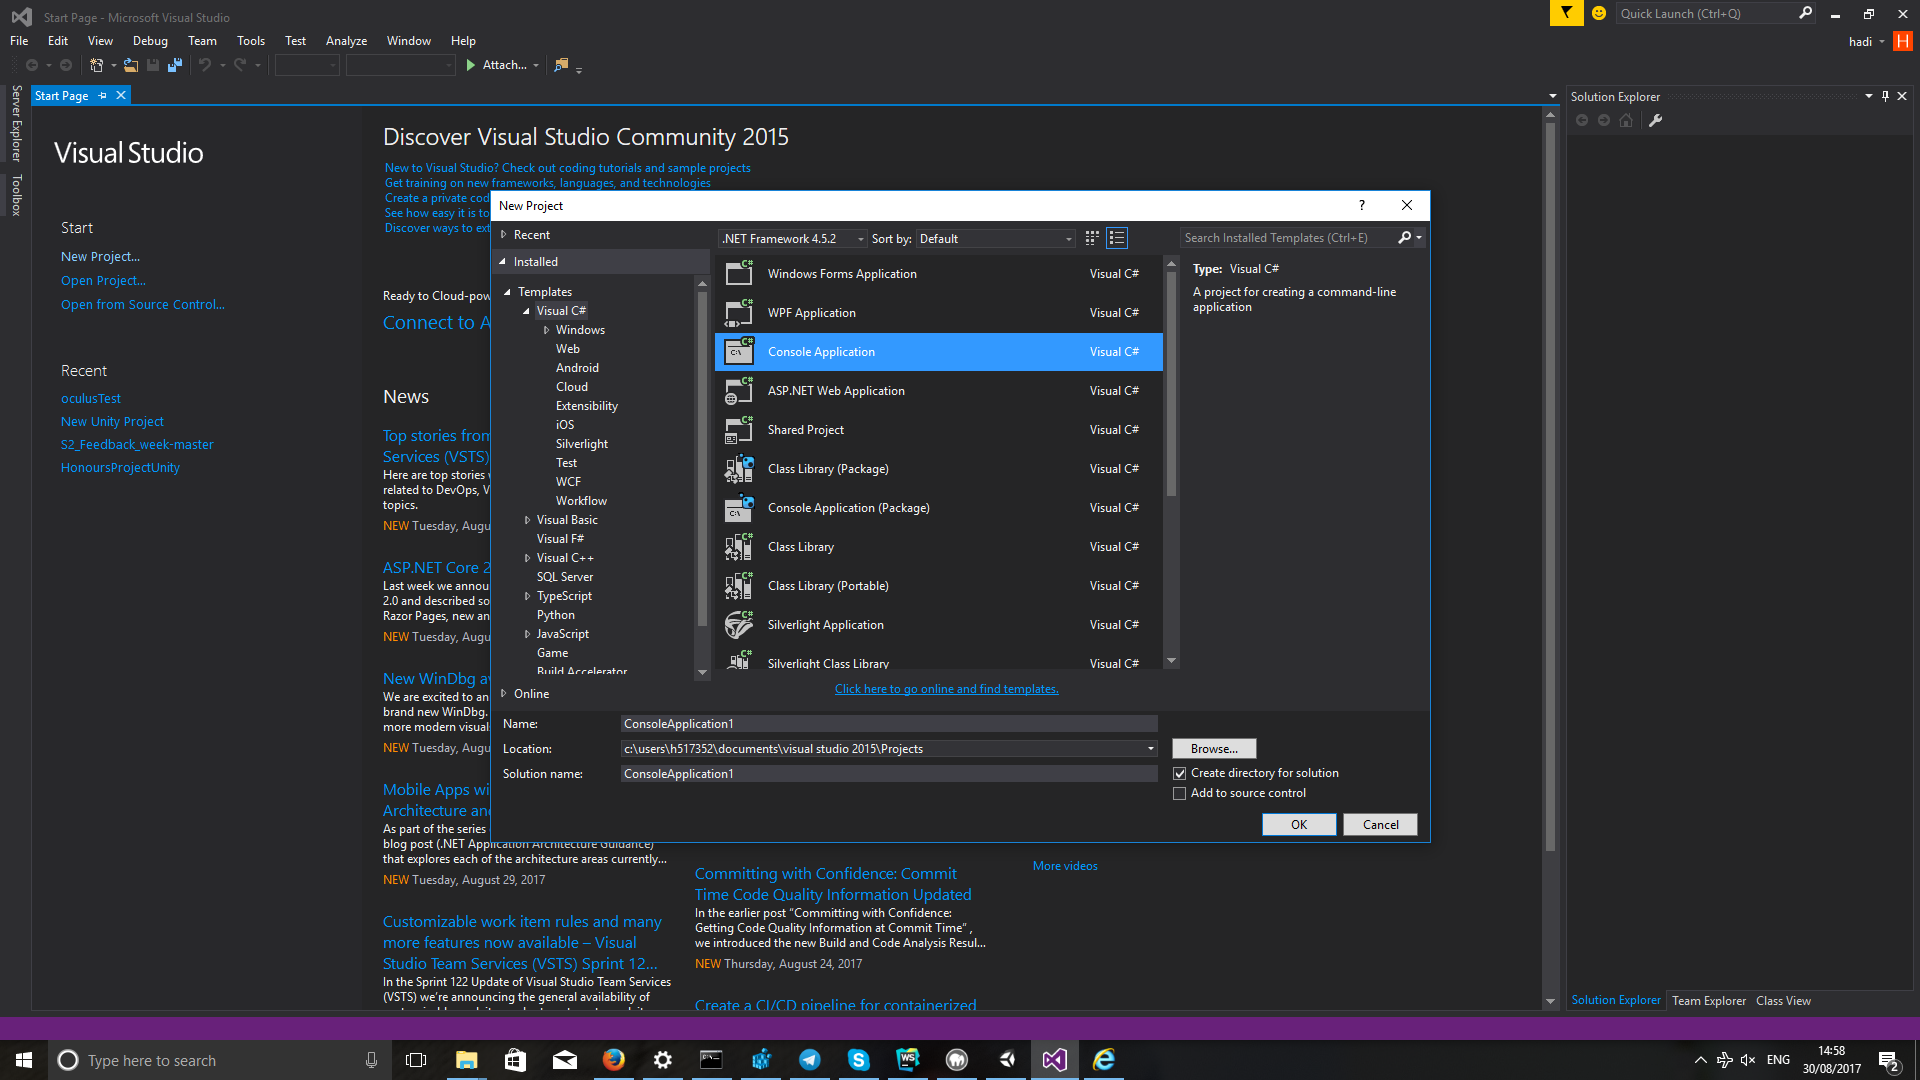 Start Page - Microsoft Visual Studio
Quick Launch (Ctrl+Q)
File Edit View Debug Team Tools Test Analyze Window Help
hadi H
Attach...
Server Explorer
Toolbox
Start Page
Visual Studio
Start
New Project...
Open Project...
Open from Source Control...
Recent
oculusTest
New Unity Project
S2_Feedback_week-master
HonoursProjectUnity
Discover Visual Studio Community 2015
New to Visual Studio? Check out coding tutorials and sample projects
Get training on new frameworks, languages, and technologies
Create a private cod
See how easy it is to
Discover ways to ext
Ready to Cloud-pow
Connect to A
News
Top stories from
Services (VSTS)
Here are top stories
related to DevOps, V
topics.
NEW Tuesday, Augu
ASP.NET Core 2
Last week we annou
2.0 and described so
Razor Pages, new an
NEW Tuesday, Augu
New WinDbg av
We are excited to an
brand new WinDbg.
more modern visual
NEW Tuesday, Augu
Mobile Apps wi
Architecture and
As part of the series
blog post (.NET Application Architecture Guidance)
that explores each of the architecture areas currently...
NEW Tuesday, August 29, 2017
Customizable work item rules and many
more features now available – Visual
Studio Team Services (VSTS) Sprint 12...
In the Sprint 122 Update of Visual Studio Team Services
(VSTS) we're announcing the general availability of
Committing with Confidence: Commit
Time Code Quality Information Updated
In the earlier post “Committing with Confidence:
Getting Code Quality Information at Commit Time” ,
we introduced the new Build and Code Analysis Resul...
NEW Thursday, August 24, 2017
Create a CI/CD pipeline for containerized
More videos
New Project
?
Recent
Installed
Templates
Visual C#
Windows
Web
Android
Cloud
Extensibility
iOS
Silverlight
Test
WCF
Workflow
Visual Basic
Visual F#
Visual C++
SQL Server
TypeScript
Python
JavaScript
Game
Build Accelerator
Online
.NET Framework 4.5.2 Sort by: Default
Search Installed Templates (Ctrl+E)
Windows Forms Application Visual C#
WPF Application Visual C#
Console Application Visual C#
ASP.NET Web Application Visual C#
Shared Project Visual C#
Class Library (Package) Visual C#
Console Application (Package) Visual C#
Class Library Visual C#
Class Library (Portable) Visual C#
Silverlight Application Visual C#
Silverlight Class Library Visual C#
Click here to go online and find templates.
Type: Visual C#
A project for creating a command-line
application
Name: ConsoleApplication1
Location: c:\users\h517352\documents\visual studio 2015\Projects
Browse...
Solution name: ConsoleApplication1
Create directory for solution
Add to source control
OK Cancel
Solution Explorer
Solution Explorer Team Explorer Class View
Type here to search
ENG
14:58
30/08/2017
2